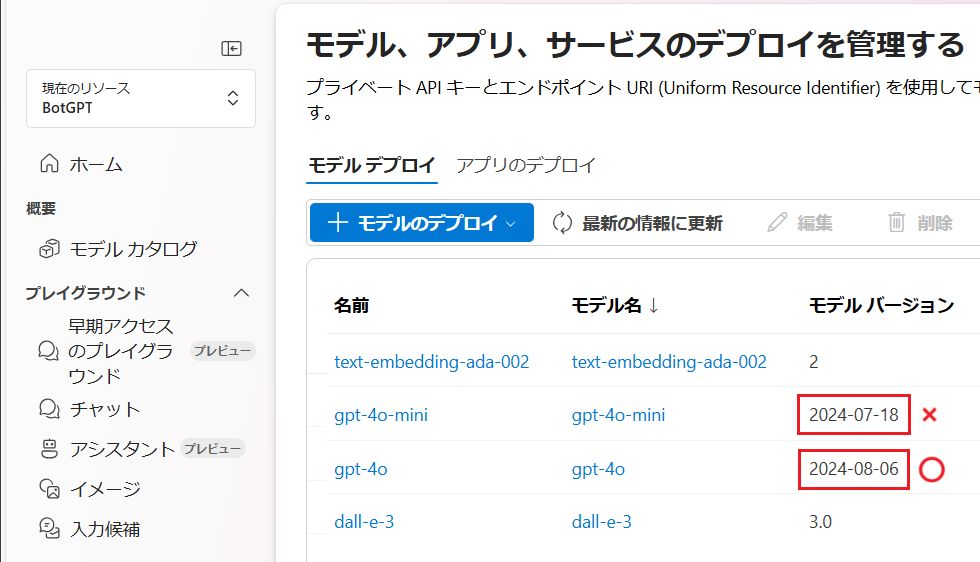 モデル、アプリ、サービスのデプロイを管理する
プライベート API キーとエンドポイント URI (Uniform Resource Identifier) を使用してモ
す。
現在のリソース
BotGPT
ホーム
概要
モデル カタログ
プレイグラウンド
早期アクセス
のプレイグラ
ウンド
プレビュー
チャット
アシスタント プレビュー
イメージ
入力候補
モデル デプロイ アプリのデプロイ
モデルのデプロイ 最新の情報に更新 編集 削除
名前 モデル名 ↓ モデル バージョン
text-embedding-ada-002 text-embedding-ada-002 2
gpt-4o-mini gpt-4o-mini 2024-07-18
gpt-4o gpt-4o 2024-08-06
dall-e-3 dall-e-3 3.0